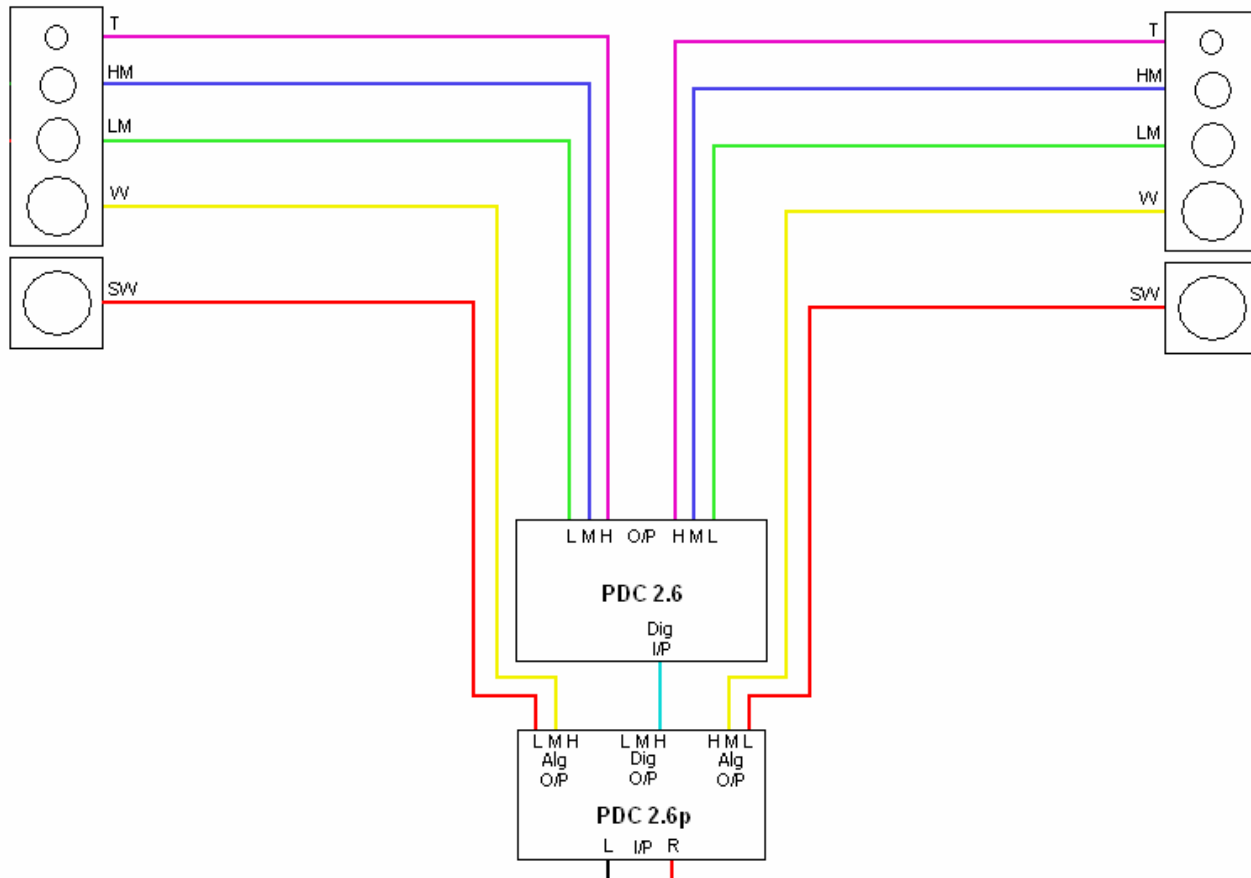 T
HM
LM
W
SW
T
HM
LM
W
SW
L M H O/P H M L
PDC 2.6
Dig
I/P
L M H L M H H M L
Alg Dig Alg
O/P O/P O/P
PDC 2.6p
L I/P R